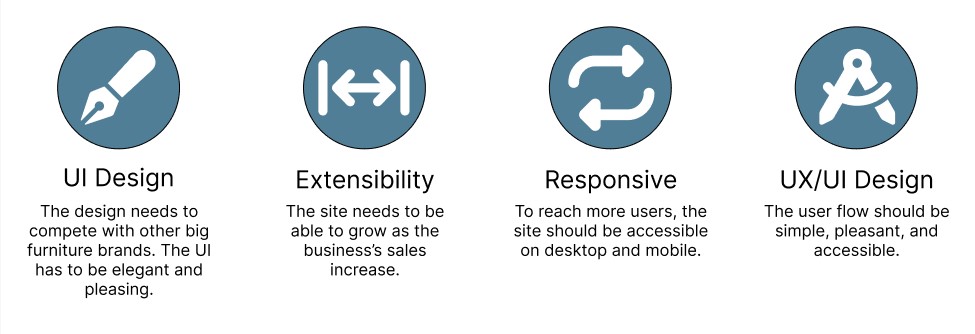 UI Design
The design needs to
compete with other big
furniture brands. The UI
has to be elegant and
pleasing.
Extensibility
The site needs to be
able to grow as the
business's sales
increase.
Responsive
To reach more users, the
site should be accessible
on desktop and mobile.
UX/UI Design
The user flow should be
simple, pleasant, and
accessible.